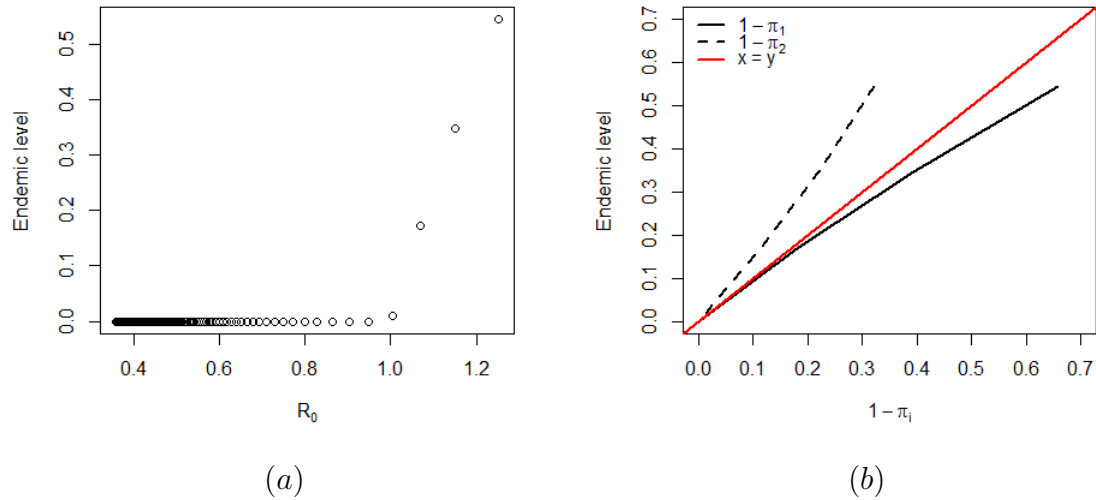 Endemic level
0.5
0.4
0.3
0.2
0.1
0.0
0.4 0.6 0.8 1.0 1.2
R₀
(a)
Endemic level
0.7
0.6
0.5
0.4
0.3
0.2
0.1
0.0
1 − π₁
1 − π₂
x = y
0.0 0.1 0.2 0.3 0.4 0.5 0.6 0.7
1 − πᵢ
(b)